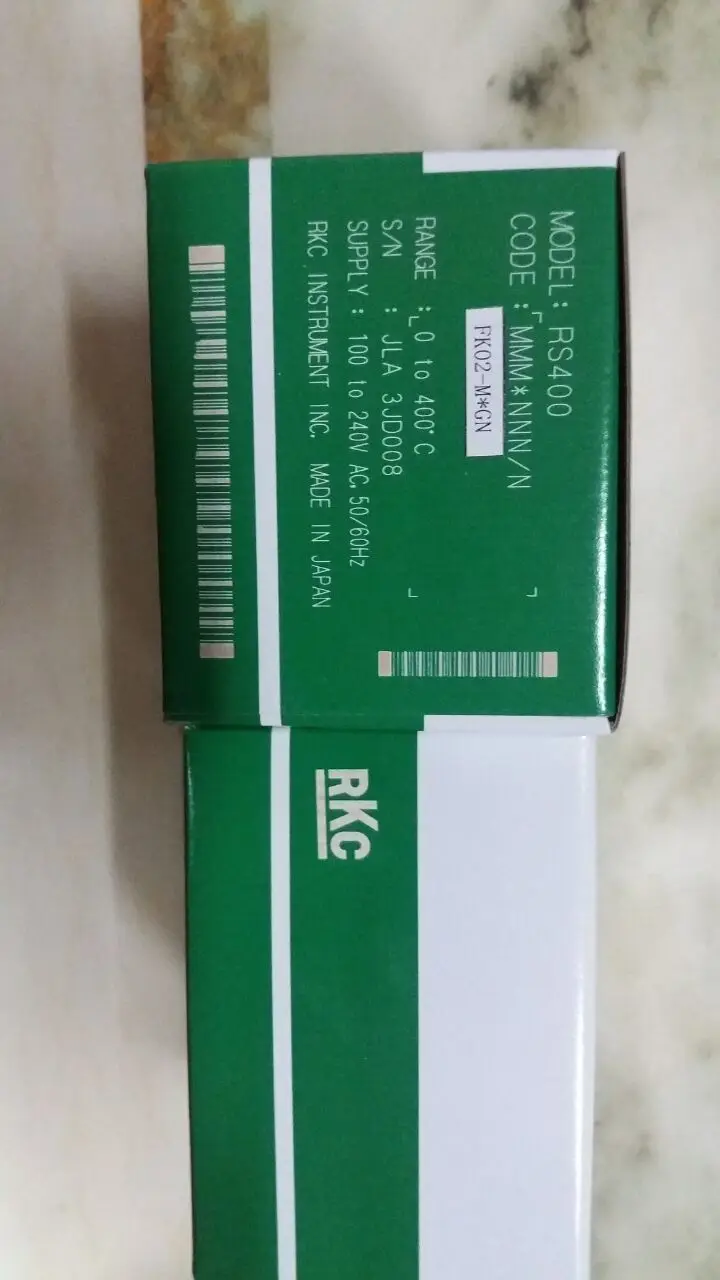 MODEL: RS400
CODE :「MMM*NNN/N
FK02-M*GN
」
RANGE :
∟0 to 400°C
」
S/N : JLA 3JD008
SUPPLY : 100 to 240V AC, 50/60Hz
RKC INSTRUMENT INC. MADE IN JAPAN
RKC